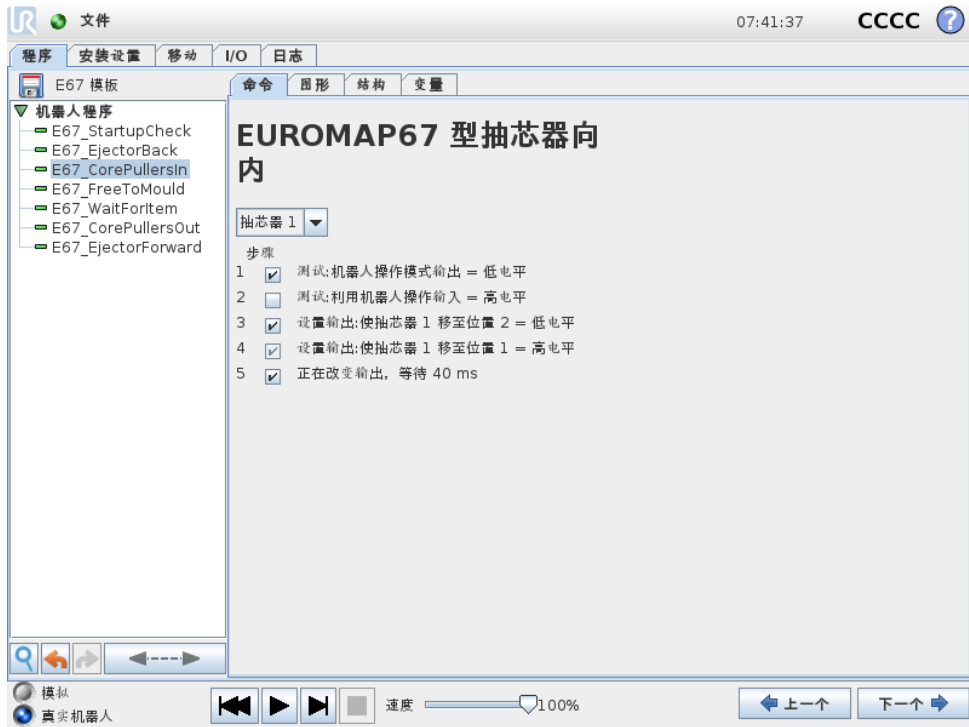 UR 文件 07:41:37 CCCC ?
程序 安装设置 移动 I/O 日志
E67 模板
命令 图形 结构 变量
机器人程序
E67_StartupCheck
E67_EjectorBack
E67_CorePullersIn
E67_FreeToMould
E67_WaitForItem
E67_CorePullersOut
E67_EjectorForward
EUROMAP67 型抽芯器向
内
抽芯器 1
步骤
1 测试:机器人操作模式输出 = 低电平
2 测试:利用机器人操作输入 = 高电平
3 设置输出:使抽芯器 1 移至位置 2 = 低电平
4 设置输出:使抽芯器 1 移至位置 1 = 高电平
5 正在改变输出，等待 40 ms
模拟
真实机器人
速度 100%
上一个 下一个